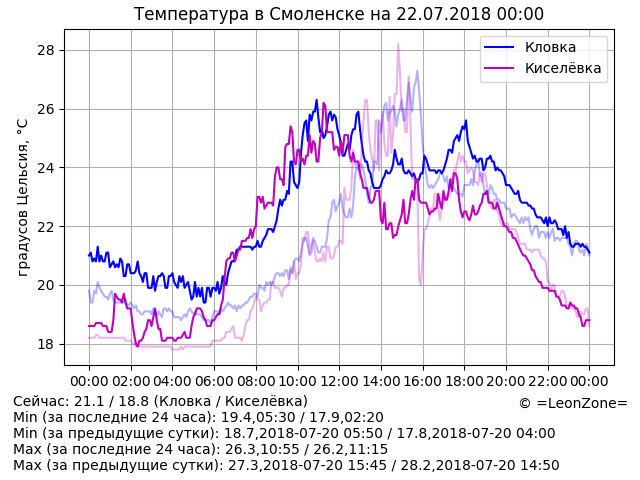 Температура в Смоленске на 22.07.2018 00:00
градусов Цельсия, °C
28
26
24
22
20
18
Кловка
Киселёвка
00:00 02:00 04:00 06:00 08:00 10:00 12:00 14:00 16:00 18:00 20:00 22:00 00:00
Сейчас: 21.1 / 18.8 (Кловка / Киселёвка)
© =LeonZone=
Min (за последние 24 часа): 19.4,05:30 / 17.9,02:20
Min (за предыдущие сутки): 18.7,2018-07-20 05:50 / 17.8,2018-07-20 04:00
Max (за последние 24 часа): 26.3,10:55 / 26.2,11:15
Max (за предыдущие сутки): 27.3,2018-07-20 15:45 / 28.2,2018-07-20 14:50